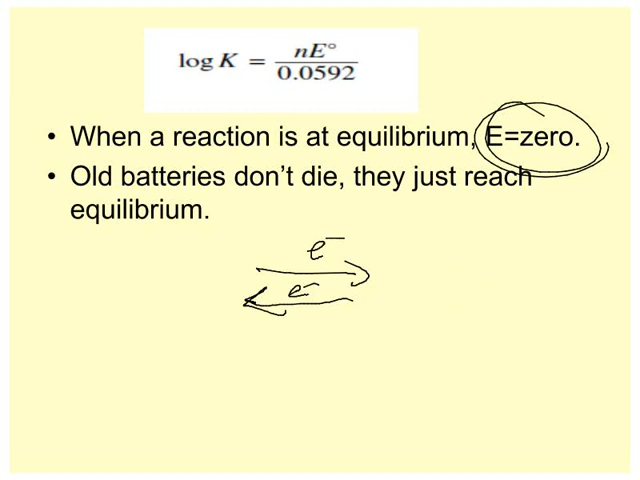 log K = nE° / 0.0592
• When a reaction is at equilibrium, E=zero.
• Old batteries don't die, they just reach
equilibrium.
e⁻
e⁻